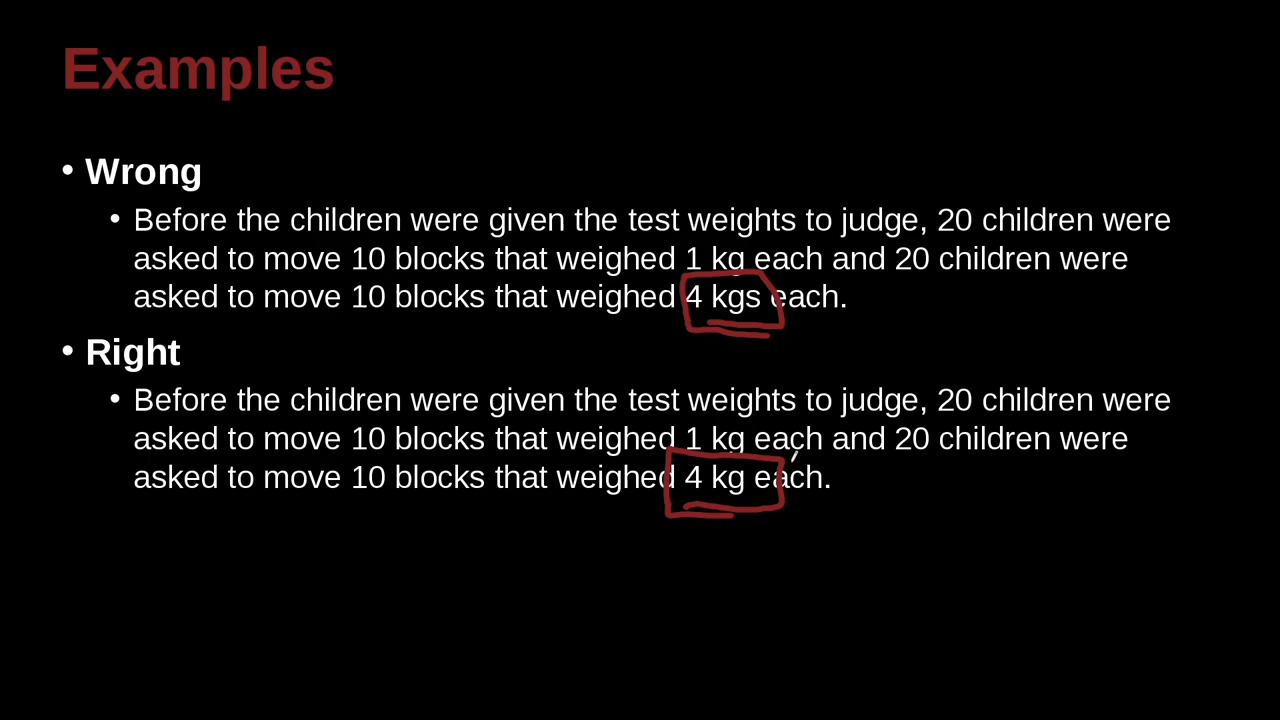 Examples
• Wrong
• Before the children were given the test weights to judge, 20 children were
asked to move 10 blocks that weighed 1 kg each and 20 children were
asked to move 10 blocks that weighed 4 kgs each.
• Right
• Before the children were given the test weights to judge, 20 children were
asked to move 10 blocks that weighed 1 kg each and 20 children were
asked to move 10 blocks that weighed 4 kg each.